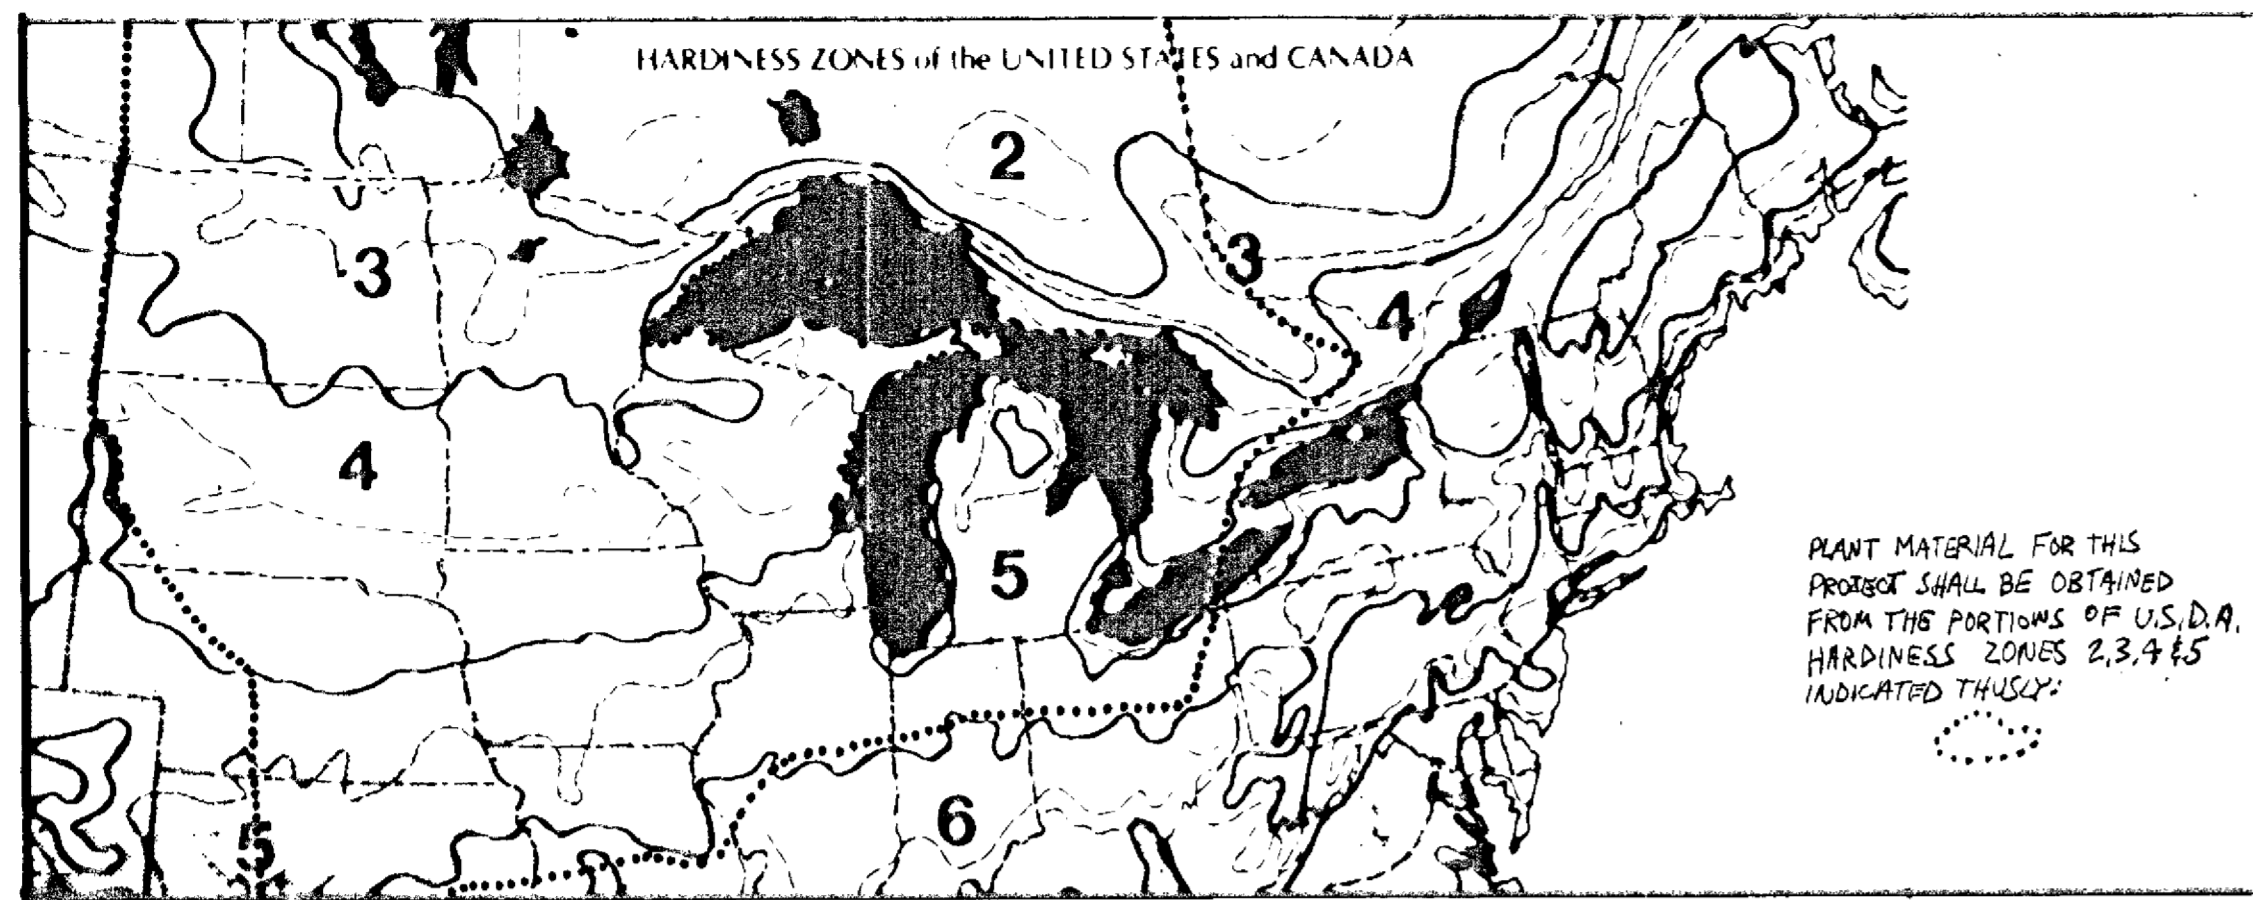 HARDINESS ZONES of the UNITED STATES and CANADA
2
3
3
4
4
5
5
6
PLANT MATERIAL FOR THIS
PROJECT SHALL BE OBTAINED
FROM THE PORTIONS OF U.S.D.A.
HARDINESS ZONES 2,3,4 &5
INDICATED THUSLY: